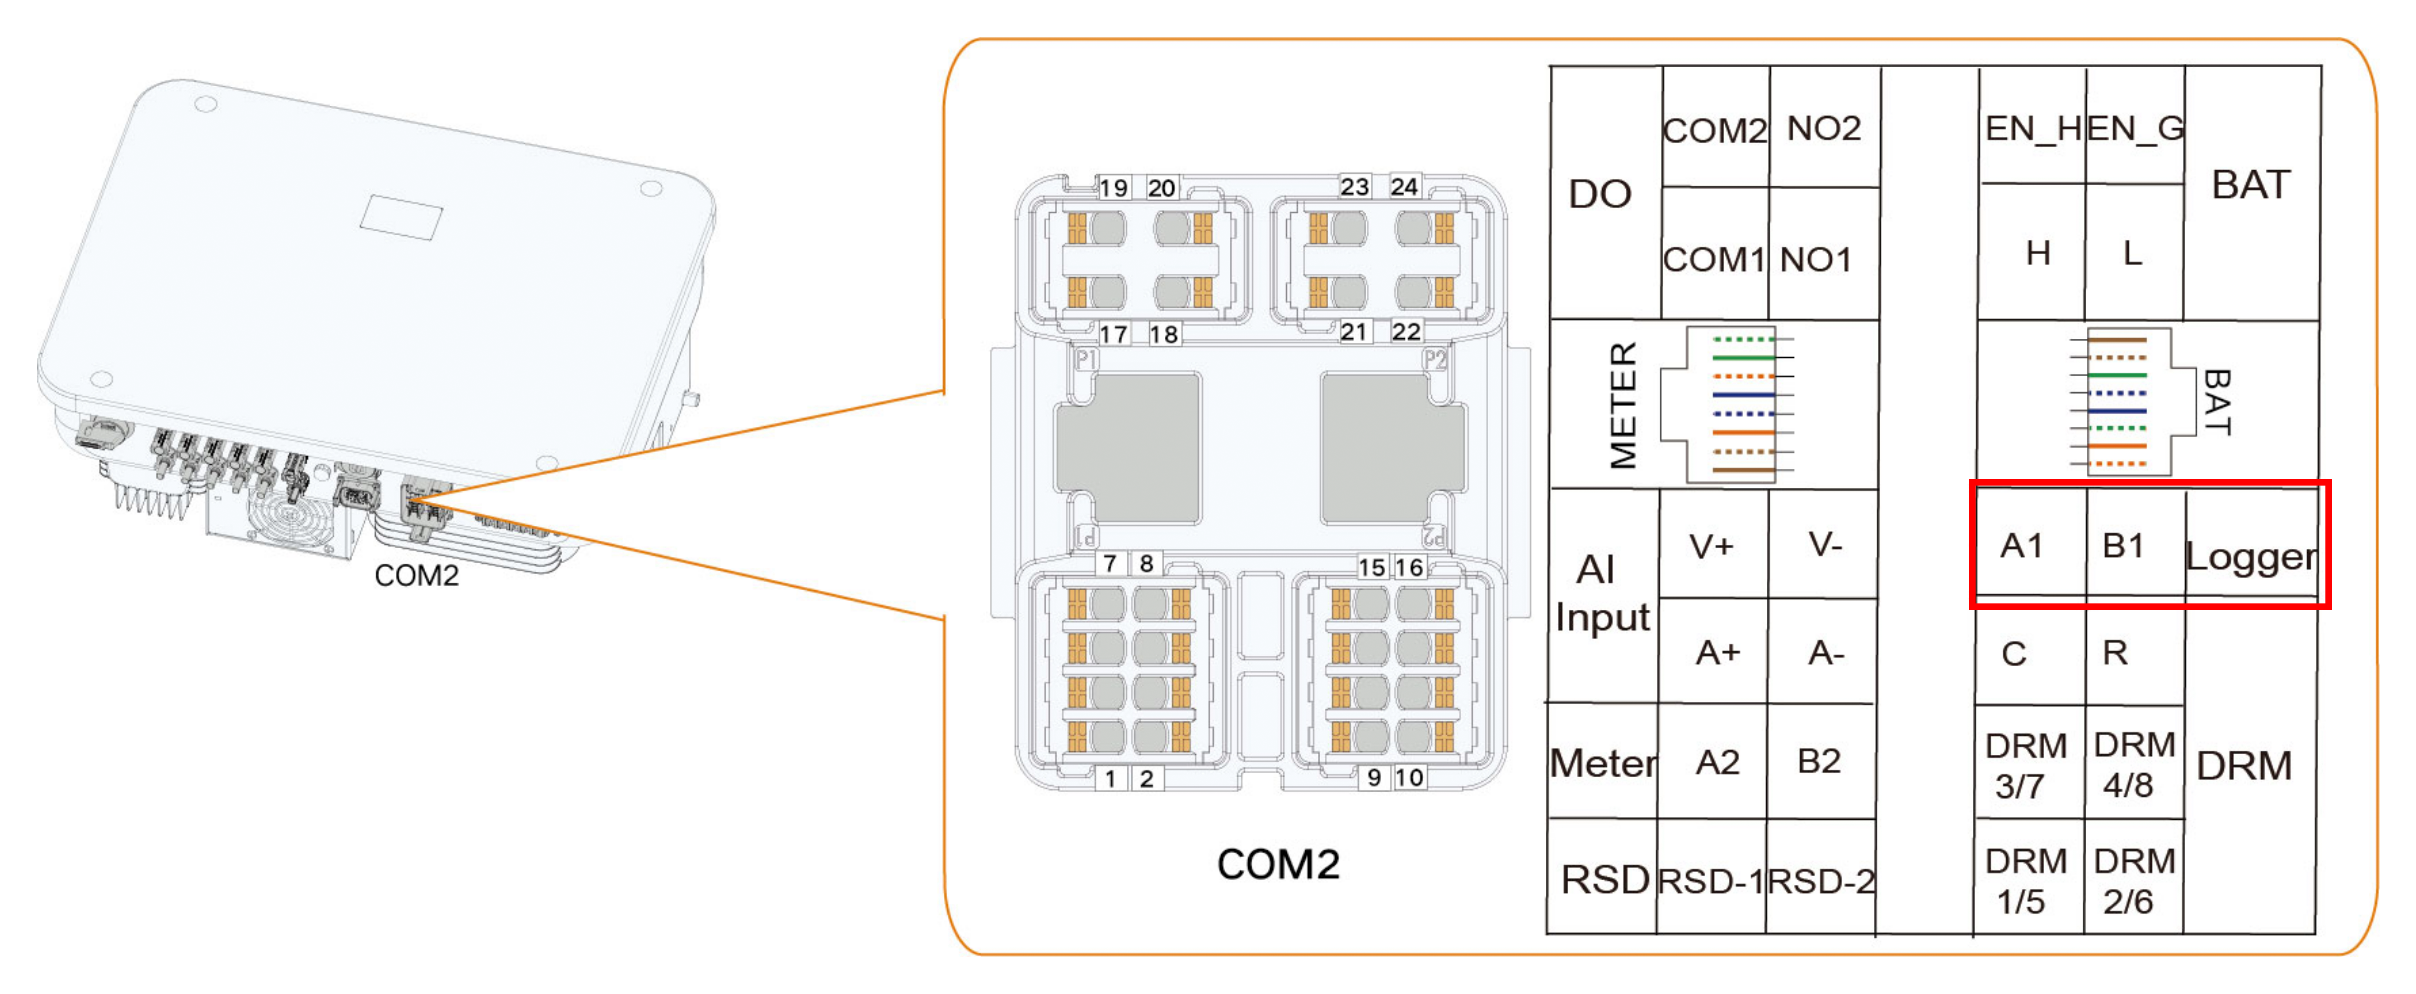 COM2
19 20 23 24
17 18 21 22
P1 P2
P1 P2
7 8 15 16
1 2 9 10
COM2
DO COM2 NO2 EN_H EN_G BAT
COM1 NO1 H L
METER BAT
AI
Input V+ V- A1 B1 Logger
A+ A- C R
Meter A2 B2 DRM
3/7 DRM
4/8 DRM
RSD RSD-1 RSD-2 DRM
1/5 DRM
2/6